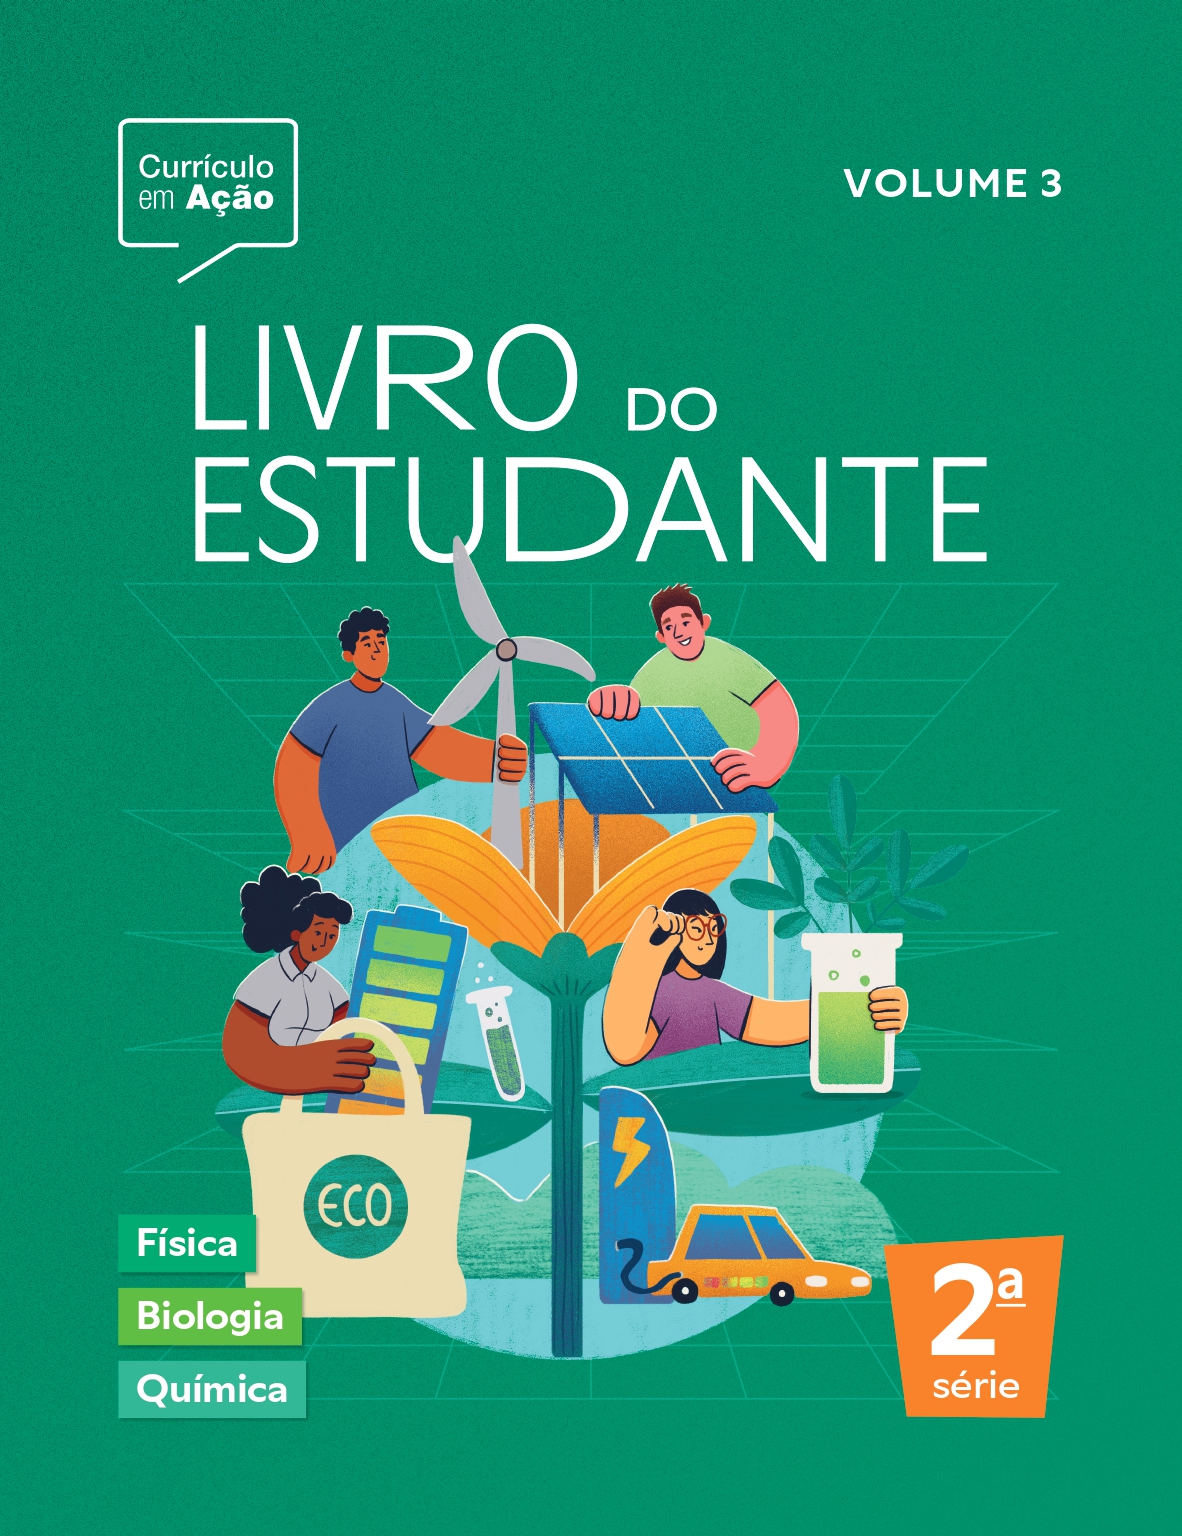 Currículo
em Ação
VOLUME 3
LIVRO DO
ESTUDANTE
ECO
Física
Biologia
Química
2ª
série